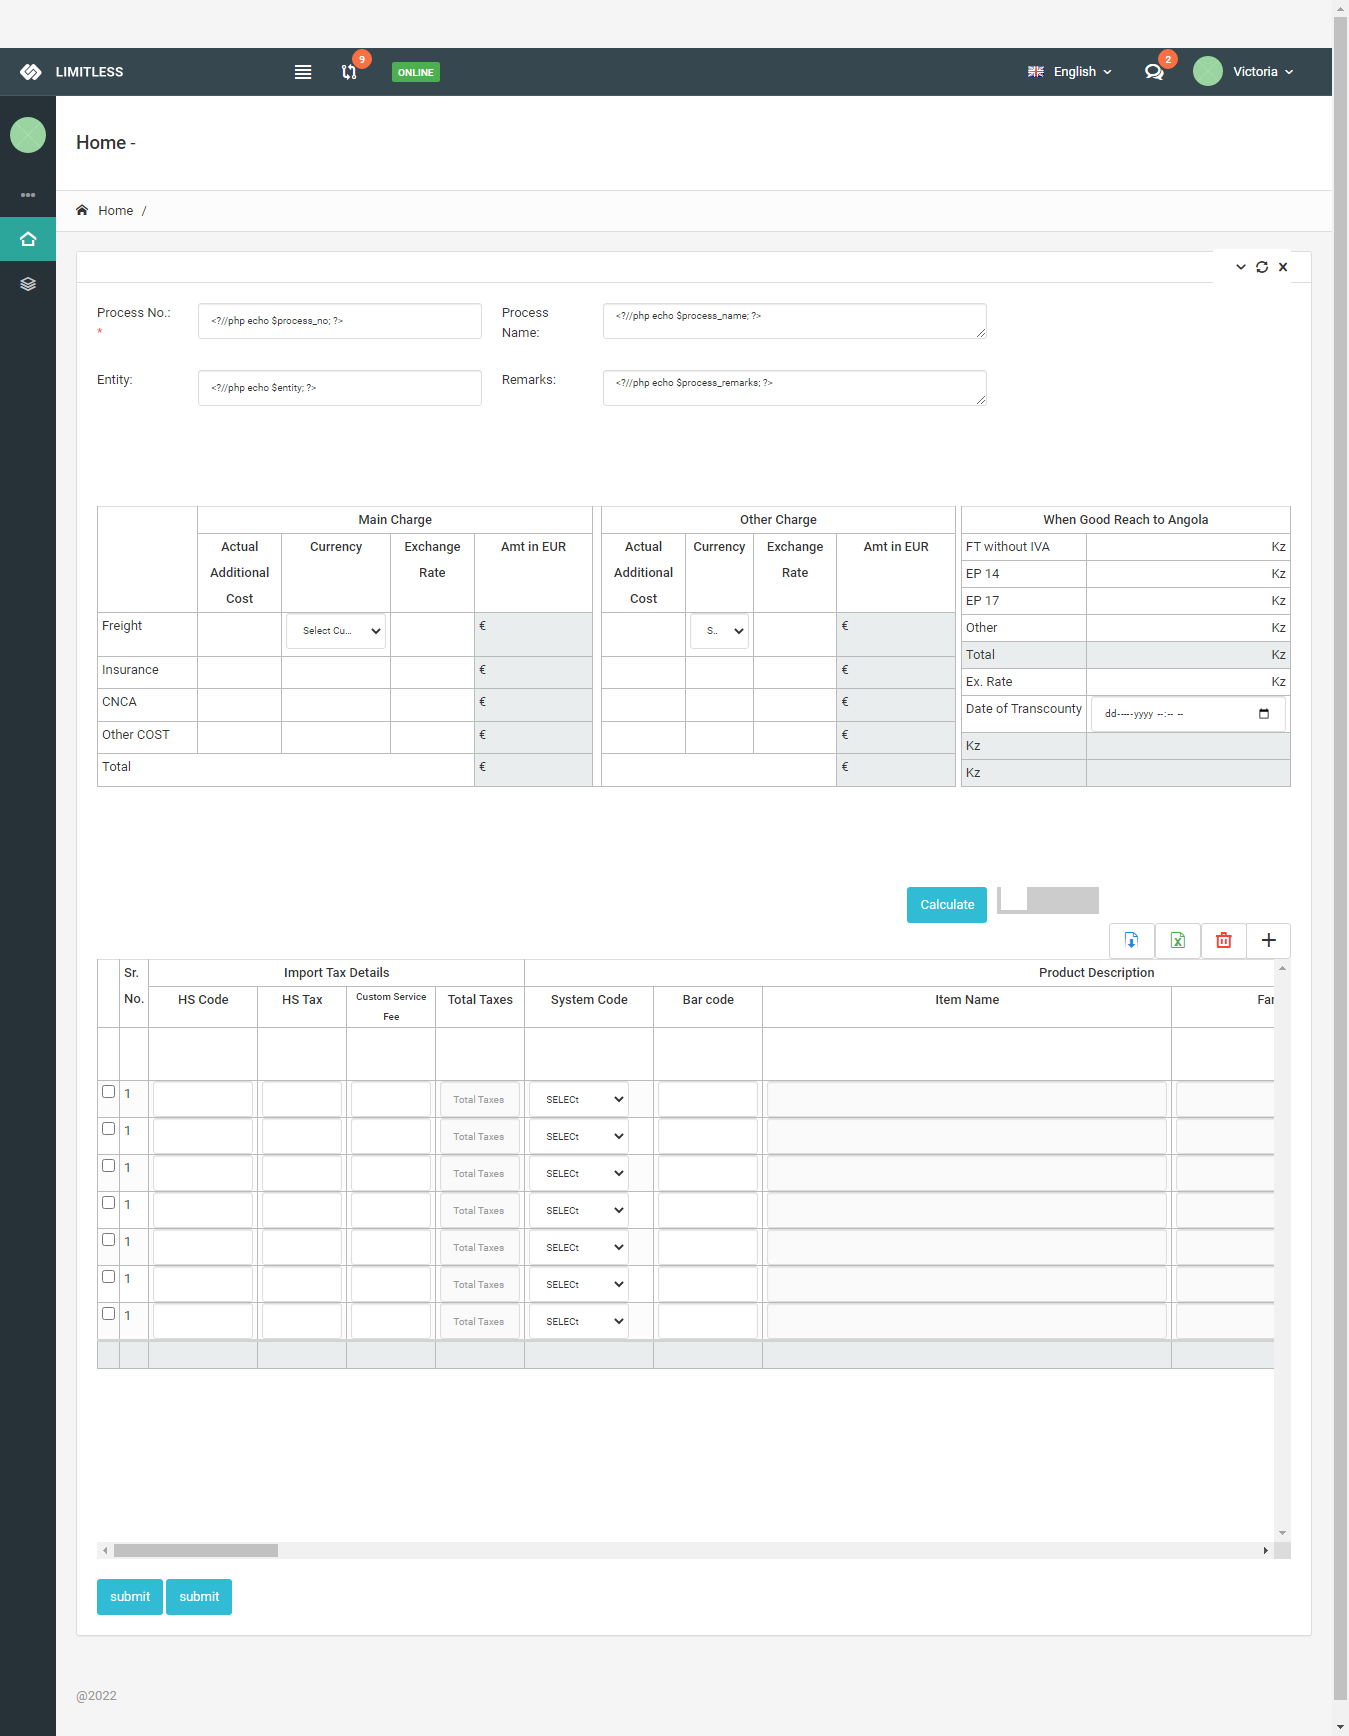 LIMITLESS
9
ONLINE
English
2
Victoria
Home -
Home /
Process No.:
*
<?//php echo $process_no; ?>
Process
Name:
<?//php echo $process_name; ?>
Entity:
<?//php echo $entity; ?>
Remarks:
<?//php echo $process_remarks; ?>
Main Charge
Other Charge
Actual
Additional
Cost
Currency
Exchange
Rate
Amt in EUR
Actual
Additional
Cost
Currency
Exchange
Rate
Amt in EUR
Freight
Select Cu...
€
S..
€
Insurance
€
€
CNCA
€
€
Other COST
€
€
Total
€
€
When Good Reach to Angola
FT without IVA Kz
EP 14 Kz
EP 17 Kz
Other Kz
Total Kz
Ex. Rate Kz
Date of Transcounty dd-----yyyy --:-- --
Kz
Kz
Calculate
Sr.
No.
Import Tax Details
Product Description
HS Code
HS Tax
Custom Service
Fee
Total Taxes
System Code
Bar code
Item Name
Far
1 Total Taxes SELECt
1 Total Taxes SELECt
1 Total Taxes SELECt
1 Total Taxes SELECt
1 Total Taxes SELECt
1 Total Taxes SELECt
1 Total Taxes SELECt
submit
submit
@2022